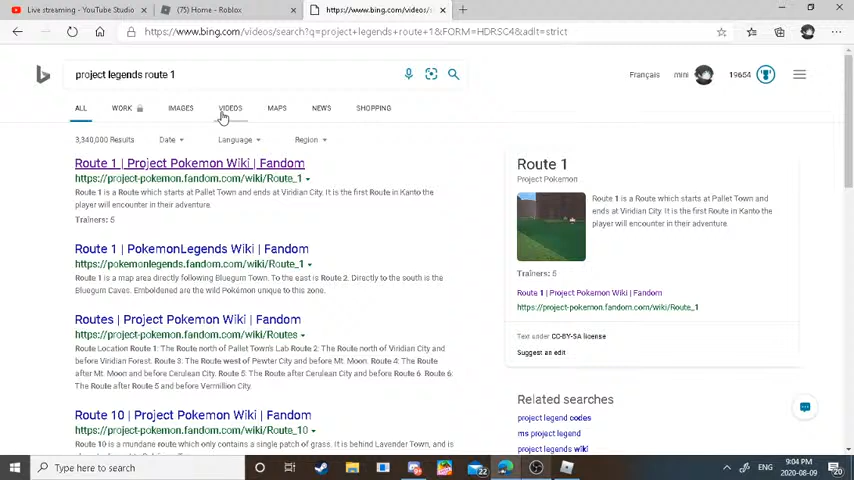 Live streaming - YouTube Studio
(75) Home - Roblox
https://www.bing.com/videos/s
https://www.bing.com/videos/search?q=project+legends+route+1&FORM=HDRSC4&adlt=strict
project legends route 1
Français
mini
19654
ALL
WORK
IMAGES
VIDEOS
MAPS
NEWS
SHOPPING
3,340,000 Results
Date
Language
Region
Route 1 | Project Pokemon Wiki | Fandom
https://project-pokemon.fandom.com/wiki/Route_1
Route 1 is a Route which starts at Pallet Town and ends at Viridian City. It is the first Route in Kanto the
player will encounter in their adventure.
Trainers: 5
Route 1 | PokemonLegends Wiki | Fandom
https://pokemonlegends.fandom.com/wiki/Route_1
Route 1 is a map area directly following Bluegum Town. To the east is Route 2. Directly to the south is the
Bluegum Caves. Emboldened are the wild Pokémon unique to this zone.
Routes | Project Pokemon Wiki | Fandom
https://project-pokemon.fandom.com/wiki/Routes
Route Location Route 1: The Route north of Pallet Town's Lab Route 2: The Route north of Viridian City and
before Viridian Forest. Route 3: The Route west of Pewter City and before Mt. Moon. Route 4; The Route
after Mt. Moon and before Cerulean City. Route 5: The Route after Cerulean City and before Route 6. Route 6:
The Route after Route 5 and before Vermillion City.
Route 10 | Project Pokemon Wiki | Fandom
https://project-pokemon.fandom.com/wiki/Route_10
Route 10 is a mundane route which only contains a single patch of grass. It is behind Lavender Town, and is
Route 1
Project Pokemon
Route 1 is a Route which starts at Pallet Town and
ends at Viridian City. It is the first Route in Kanto the
player will encounter in their adventure.
Trainers: 5
Route 1 | Project Pokemon Wiki | Fandom
https://project-pokemon.fandom.com/wiki/Route_1
Text under CC-BY-SA license
Suggest an edit
Related searches
project legend codes
ms project legend
project legends wiki
Type here to search
22
ENG
9:04 PM
2020-08-09
20